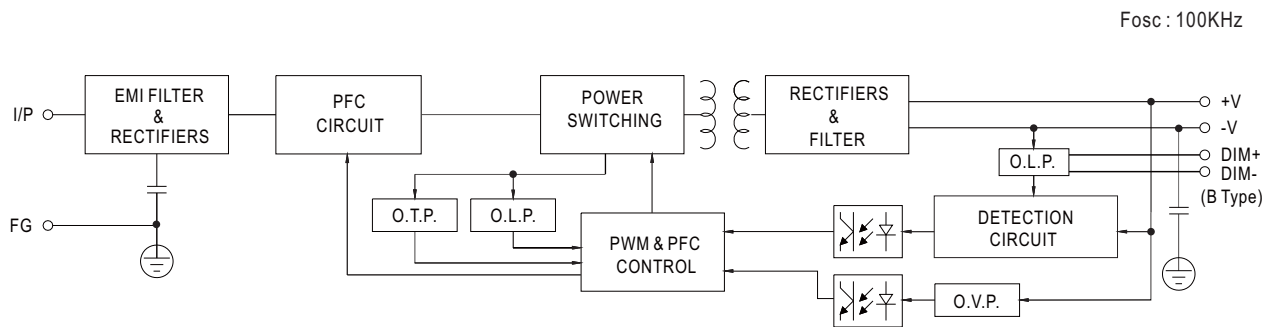 Fosc : 100KHz
I/P
EMI FILTER
&
RECTIFIERS
PFC
CIRCUIT
POWER
SWITCHING
RECTIFIERS
&
FILTER
+V
-V
DIM+
DIM-
(B Type)
O.L.P.
FG
O.T.P.
O.L.P.
PWM & PFC
CONTROL
DETECTION
CIRCUIT
O.V.P.